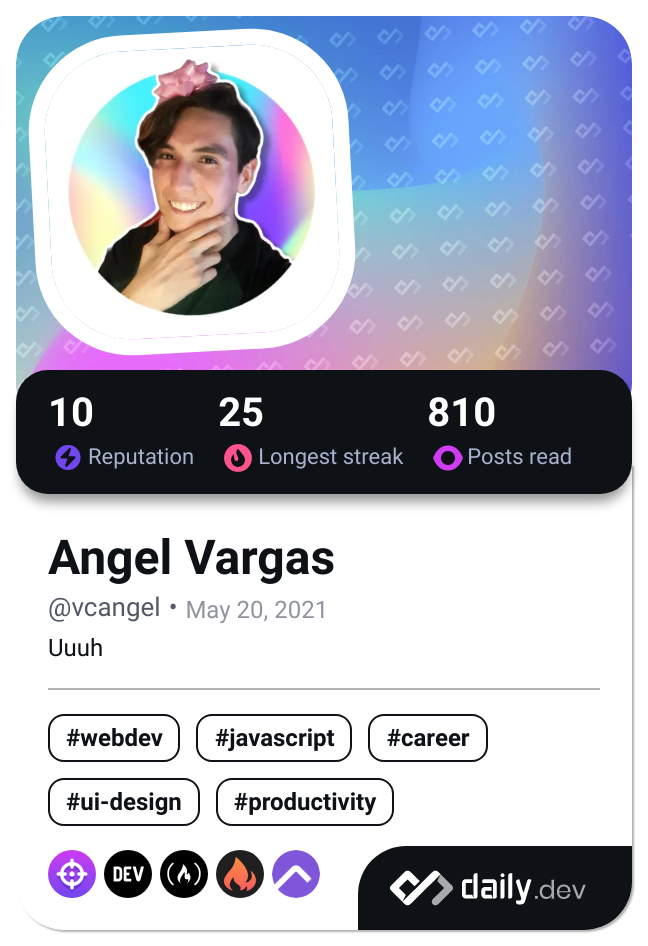 10 25 810
Reputation Longest streak Posts read
Angel Vargas
@vcangel • May 20, 2021
Uuuh
#webdev #javascript #career
#ui-design #productivity
DEV
daily.dev